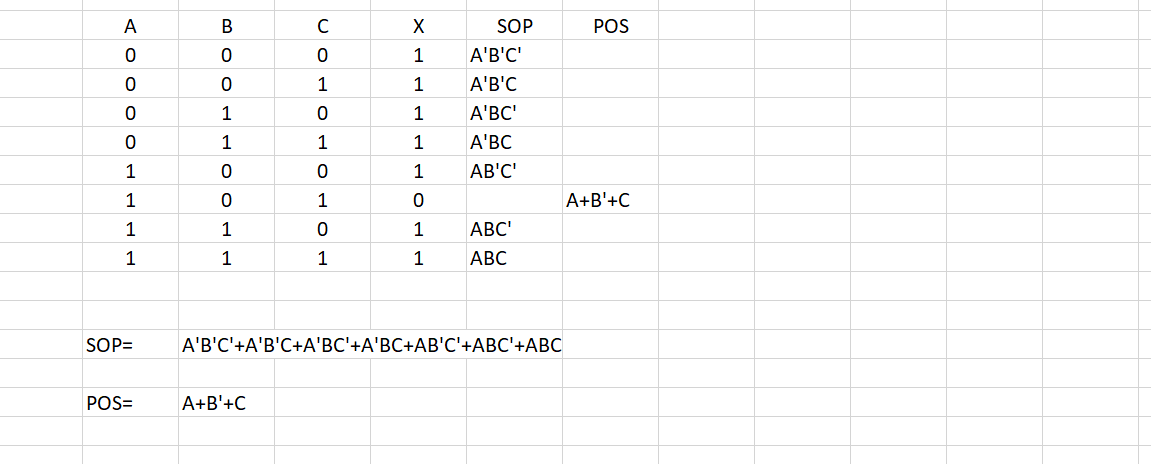 A B C X SOP POS
0 0 0 1 A'B'C'
0 0 1 1 A'B'C
0 1 0 1 A'BC'
0 1 1 1 A'BC
1 0 0 1 AB'C'
1 0 1 0 A+B'+C
1 1 0 1 ABC'
1 1 1 1 ABC
SOP= A'B'C'+A'B'C+A'BC'+A'BC+AB'C'+ABC'+ABC
POS= A+B'+C